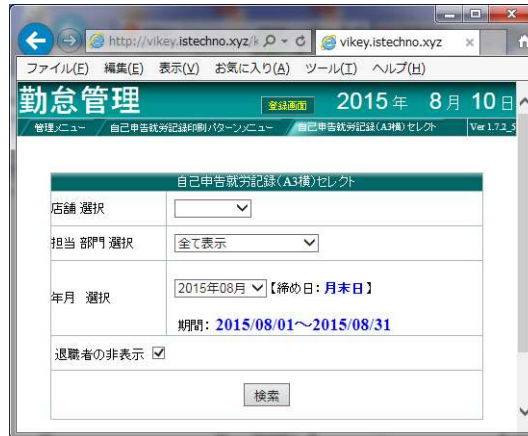 http://vikey.istechno.xyz/k
vikey.istechno.xyz
ファイル(F) 編集(E) 表示(V) お気に入り(A) ツール(T) ヘルプ(H)
勤怠管理
登録画面
2015年 8月 10日
管理メニュー
自己申告就労記録印刷パターンメニュー
自己申告就労記録(A3横)セレクト
Ver 1.7.2_5
自己申告就労記録(A3横)セレクト
店舗 選択
担当 部門 選択 全て表示
年月 選択
2015年08月 【締め日:月末日】
期間: 2015/08/01～2015/08/31
退職者の非表示
検索